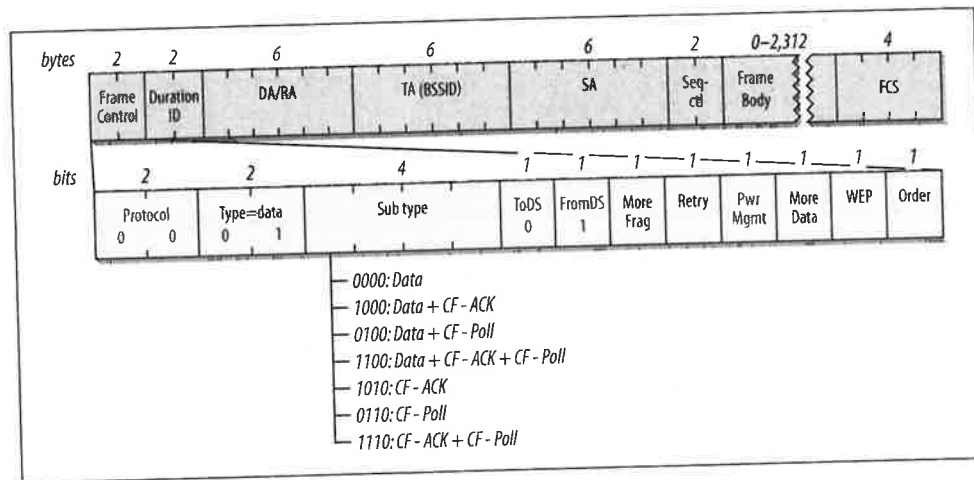 bytes 2 2 6 6 6 2 0–2,312 4
Frame Control Duration ID DA/RA TA (BSSID) SA Seq-ctl Frame Body FCS
bits 2 2 4 1 1 1 1 1 1 1 1
Protocol Type=data Sub type ToDS FromDS More Frag Retry Pwr Mgmt More Data WEP Order
0 0 0 1 0 1
0000: Data
1000: Data + CF - ACK
0100: Data + CF - Poll
1100: Data + CF - ACK + CF - Poll
1010: CF - ACK
0110: CF - Poll
1110: CF - ACK + CF - Poll